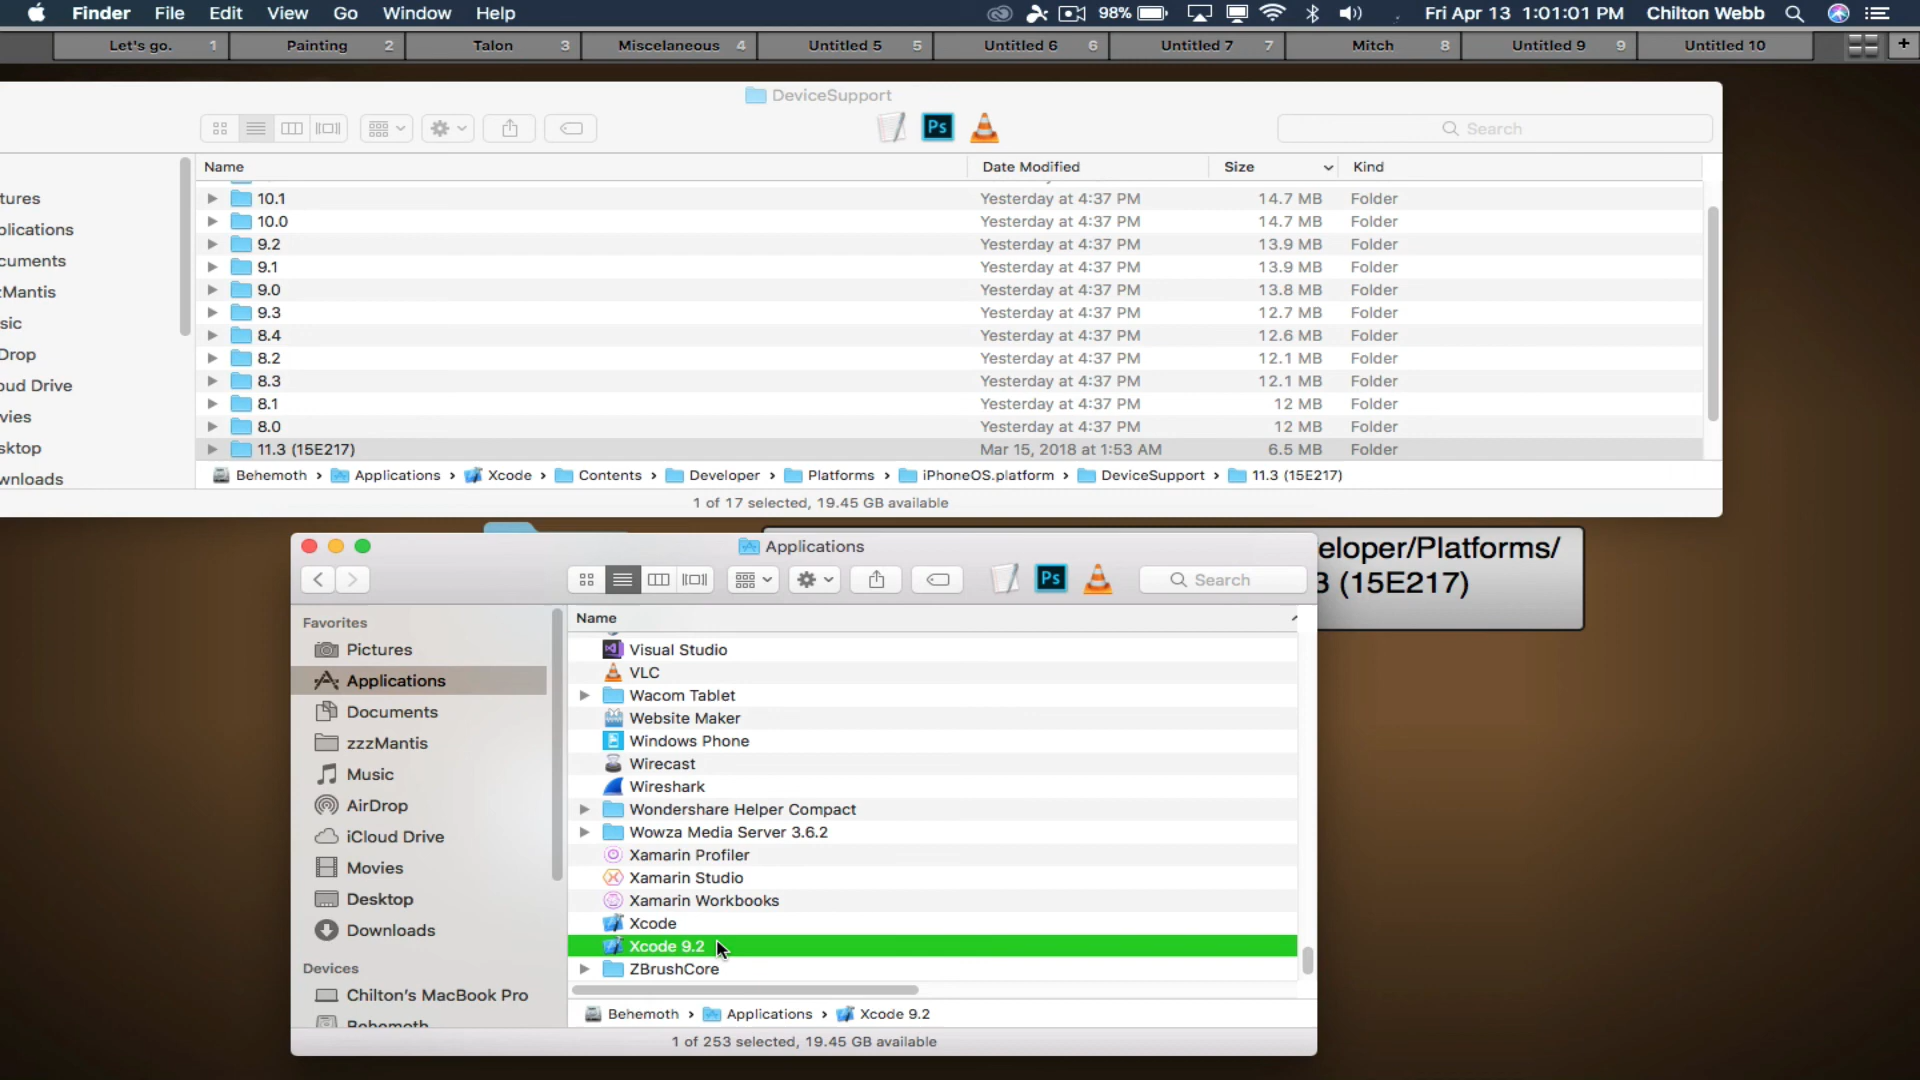 Finder File Edit View Go Window Help 98% Fri Apr 13 1:01:01 PM Chilton Webb
Let's go. 1 Painting 2 Talon 3 Miscelaneous 4 Untitled 5 5 Untitled 6 6 Untitled 7 7 Mitch 8 Untitled 9 9 Untitled 10 +
DeviceSupport
Ps Search
Name Date Modified Size Kind
tures 10.1 Yesterday at 4:37 PM 14.7 MB Folder
plications 10.0 Yesterday at 4:37 PM 14.7 MB Folder
9.2 Yesterday at 4:37 PM 13.9 MB Folder
cuments 9.1 Yesterday at 4:37 PM 13.9 MB Folder
zMantis 9.0 Yesterday at 4:37 PM 13.8 MB Folder
sic 9.3 Yesterday at 4:37 PM 12.7 MB Folder
8.4 Yesterday at 4:37 PM 12.6 MB Folder
Drop 8.2 Yesterday at 4:37 PM 12.1 MB Folder
oud Drive 8.3 Yesterday at 4:37 PM 12.1 MB Folder
vies 8.1 Yesterday at 4:37 PM 12 MB Folder
8.0 Yesterday at 4:37 PM 12 MB Folder
sktop 11.3 (15E217) Mar 15, 2018 at 1:53 AM 6.5 MB Folder
wnloads Behemoth › Applications › Xcode › Contents › Developer › Platforms › iPhoneOS.platform › DeviceSupport › 11.3 (15E217)
1 of 17 selected, 19.45 GB available
Applications
eloper/Platforms/
3 (15E217)
Ps Search
Favorites
Pictures
Applications
Documents
zzzMantis
Music
AirDrop
iCloud Drive
Movies
Desktop
Downloads
Devices
Chilton's MacBook Pro
Behemoth
Name
Visual Studio
VLC
Wacom Tablet
Website Maker
Windows Phone
Wirecast
Wireshark
Wondershare Helper Compact
Wowza Media Server 3.6.2
Xamarin Profiler
Xamarin Studio
Xamarin Workbooks
Xcode
Xcode 9.2
ZBrushCore
Behemoth › Applications › Xcode 9.2
1 of 253 selected, 19.45 GB available